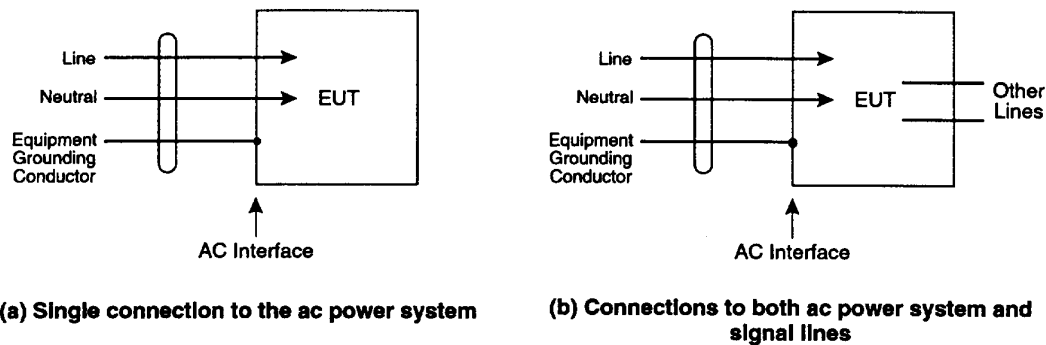 Line
Neutral
Equipment
Grounding
Conductor
EUT
AC Interface
(a) Single connection to the ac power system
Line
Neutral
Equipment
Grounding
Conductor
EUT
Other
Lines
AC Interface
(b) Connections to both ac power system and
signal lines